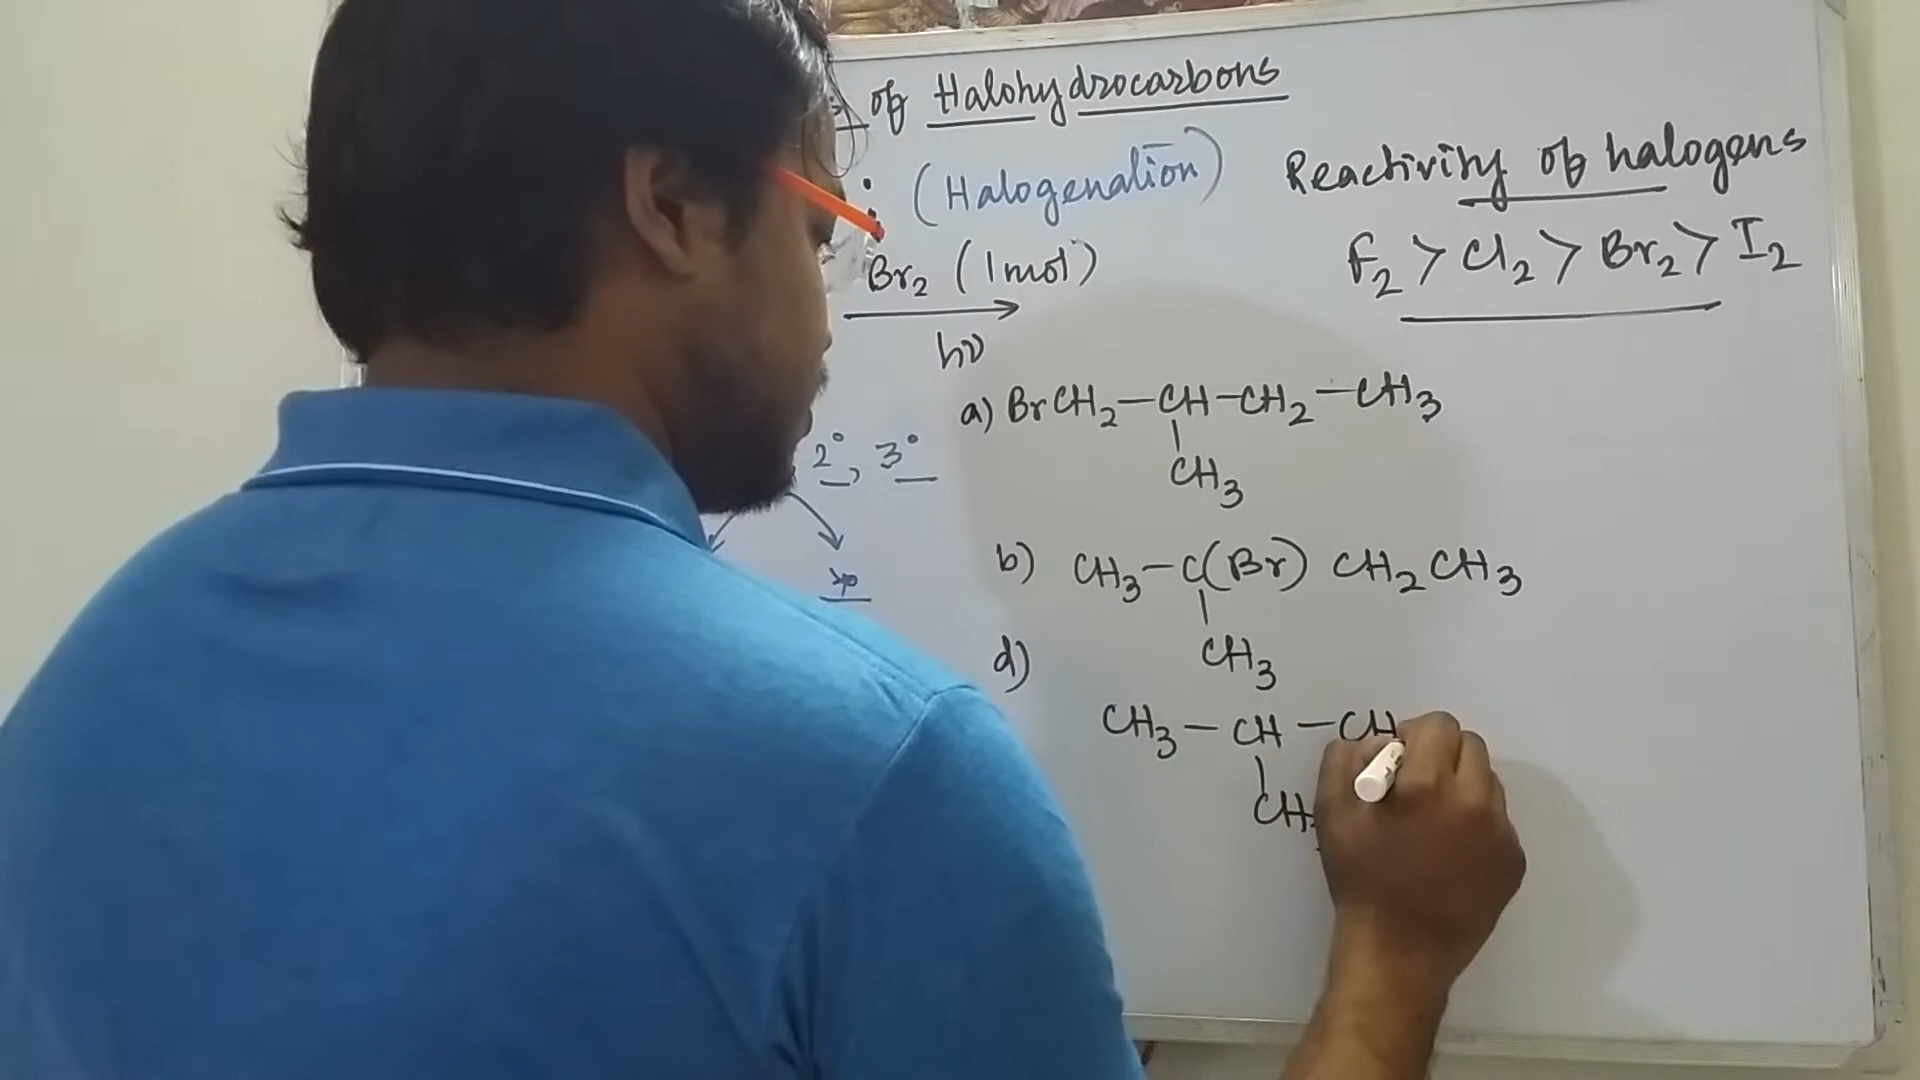 of Halohydrocarbons
: (Halogenation)
Reactivity of halogens
F₂ > Cl₂ > Br₂ > I₂
Br₂ (1mol)
hν
a) BrCH₂—CH—CH₂—CH₃
CH₃
2°, 3°
b) CH₃—C(Br) CH₂CH₃
CH₃
d)
CH₃—CH—CH
CH